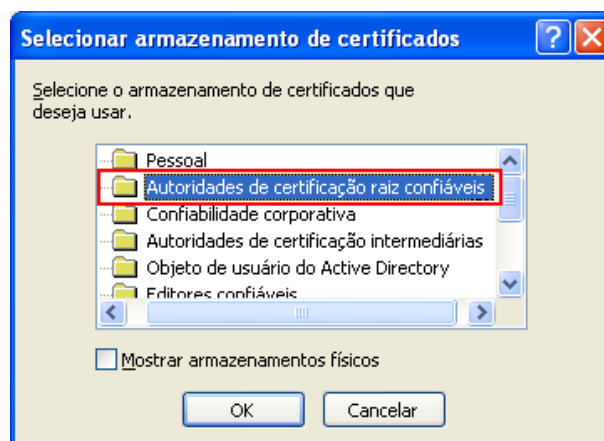 Selecionar armazenamento de certificados
Selecione o armazenamento de certificados que
deseja usar.
Pessoal
Autoridades de certificação raiz confiáveis
Confiabilidade corporativa
Autoridades de certificação intermediárias
Objeto de usuário do Active Directory
Editores confiáveis
Mostrar armazenamentos físicos
OK
Cancelar